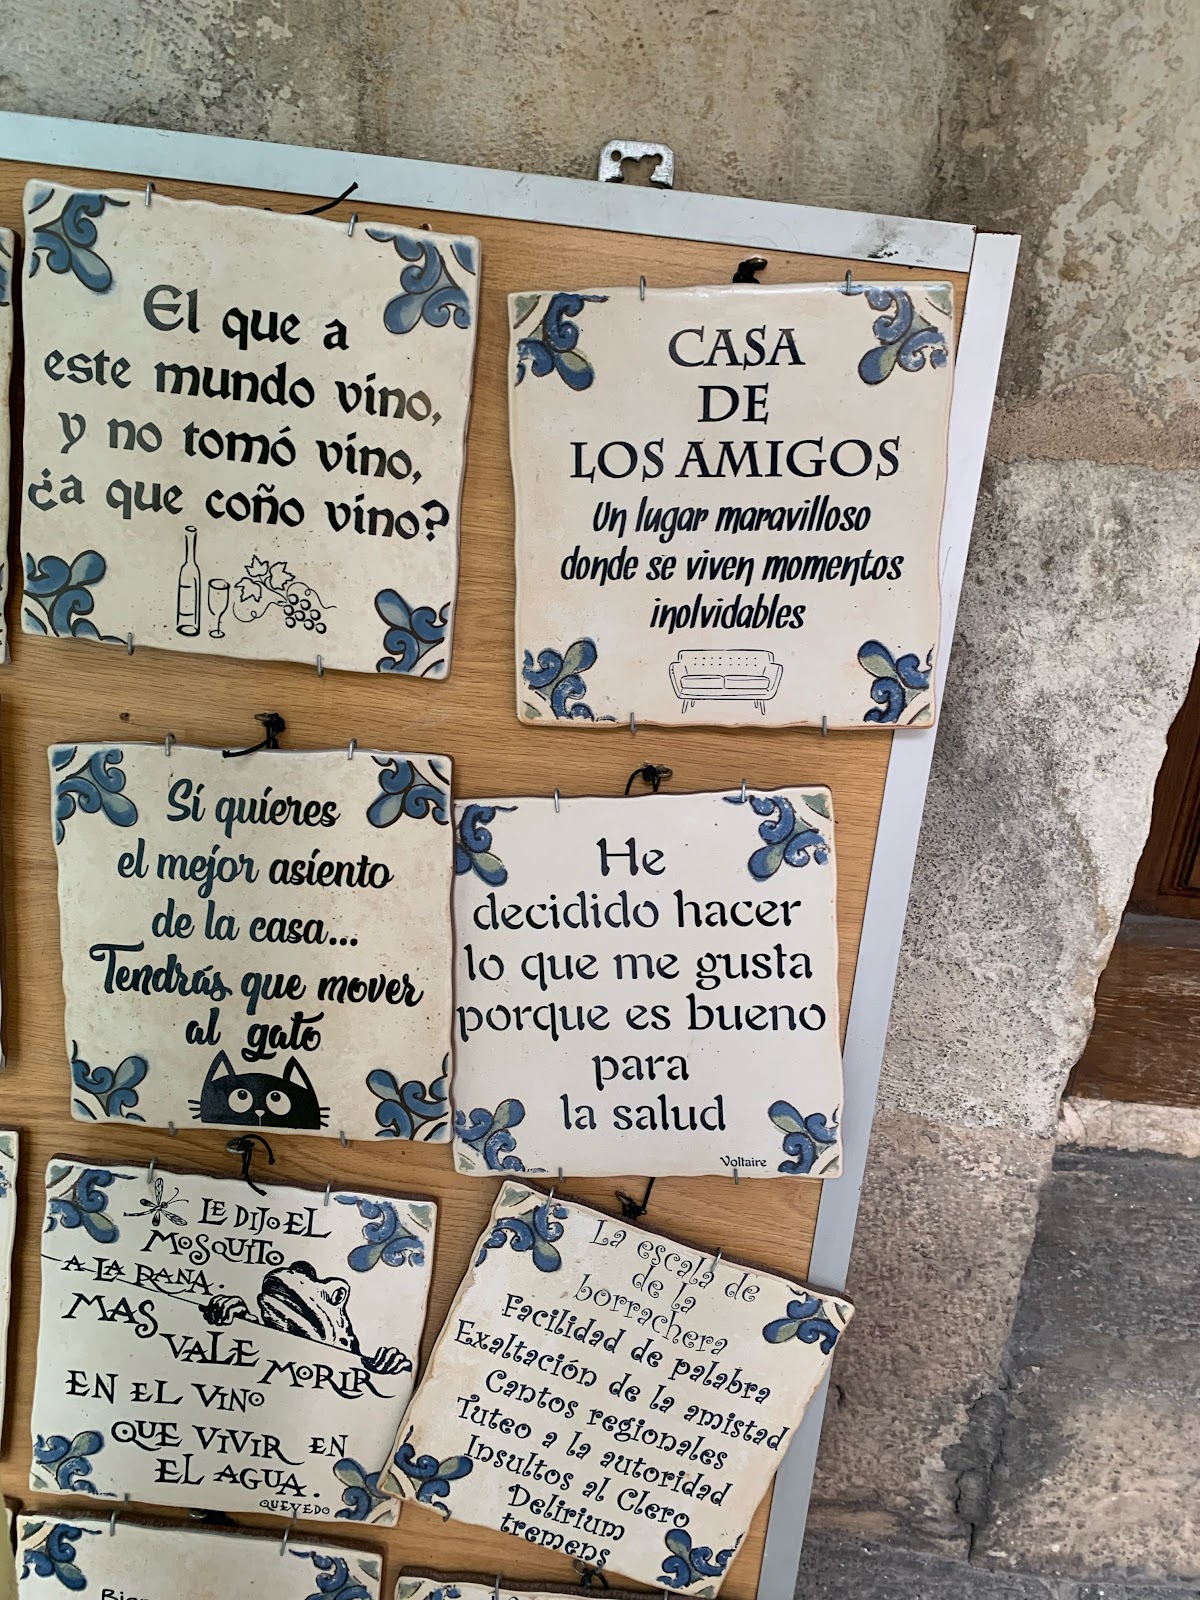 El que a
este mundo vino,
y no tomó vino,
¿a que coño vino?
CASA
DE
LOS AMIGOS
Un lugar maravilloso
donde se viven momentos
inolvidables
Si quieres
el mejor asiento
de la casa...
Tendrás que mover
al gato
He
decidido hacer
lo que me gusta
porque es bueno
para
la salud
Voltaire
LE DIJO EL
MOSQUITO
A LA RANA.
MAS
VALE
MORIR
EN EL VINO
QUE VIVIR EN
EL AGUA.
QUEVEDO
La escala de
de la
borrachera
Facilidad de palabra
Exaltación de la amistad
Cantos regionales
Tuteo a la autoridad
Insultos al Clero
Delirium
tremens